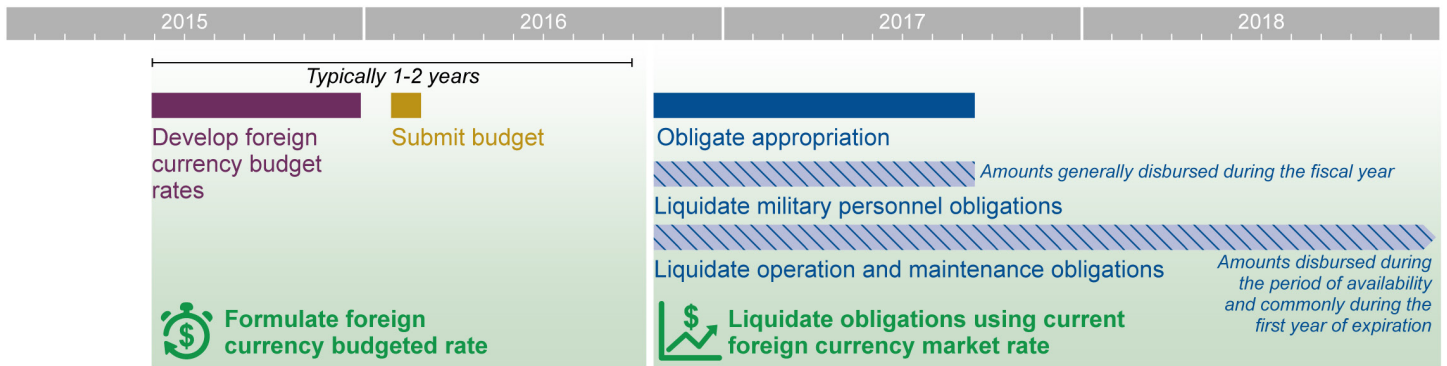 2015 2016 2017 2018
Typically 1-2 years
Develop foreign
currency budget
rates
Submit budget
Obligate appropriation
Amounts generally disbursed during the fiscal year
Liquidate military personnel obligations
Liquidate operation and maintenance obligations
Amounts disbursed during
the period of availability
and commonly during the
first year of expiration
$
Formulate foreign
currency budgeted rate
$
Liquidate obligations using current
foreign currency market rate